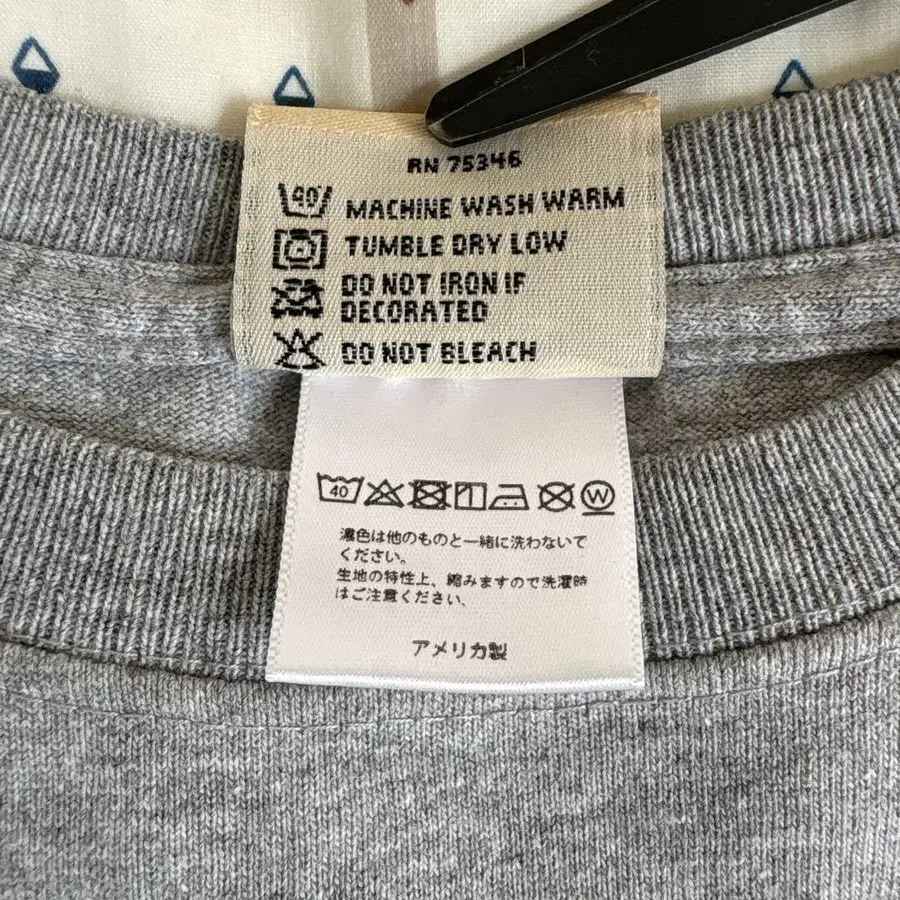 RN 75346
40° MACHINE WASH WARM
TUMBLE DRY LOW
DO NOT IRON IF
DECORATED
DO NOT BLEACH
40 W
濃色は他のものと一緒に洗わないで
ください。
生地の特性上、縮みますので洗濯時
はご注意ください。
アメリカ製